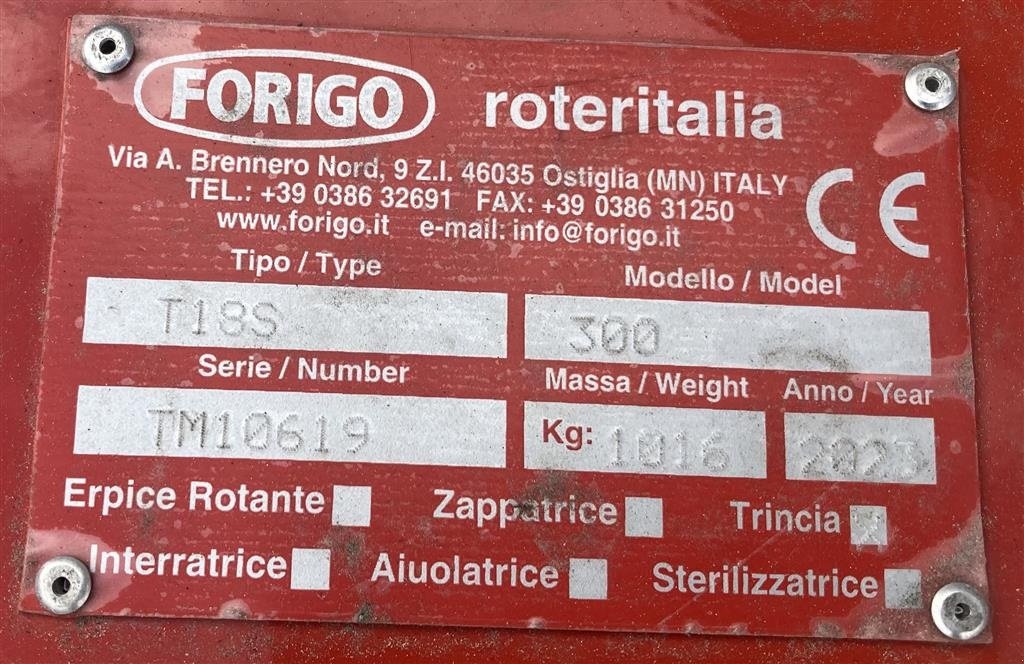 FORIGO roteritalia
Via A. Brennero Nord, 9 Z.I. 46035 Ostiglia (MN) ITALY
TEL.: +39 0386 32691 FAX: +39 0386 31250
www.forigo.it e-mail: info@forigo.it
CE
Tipo / Type Modello / Model
T18S 300
Serie / Number Massa / Weight Anno / Year
TM10619 Kg: 1016 2023
Erpice Rotante Zappatrice Trincia X
Interratrice Aiuolatrice Sterilizzatrice